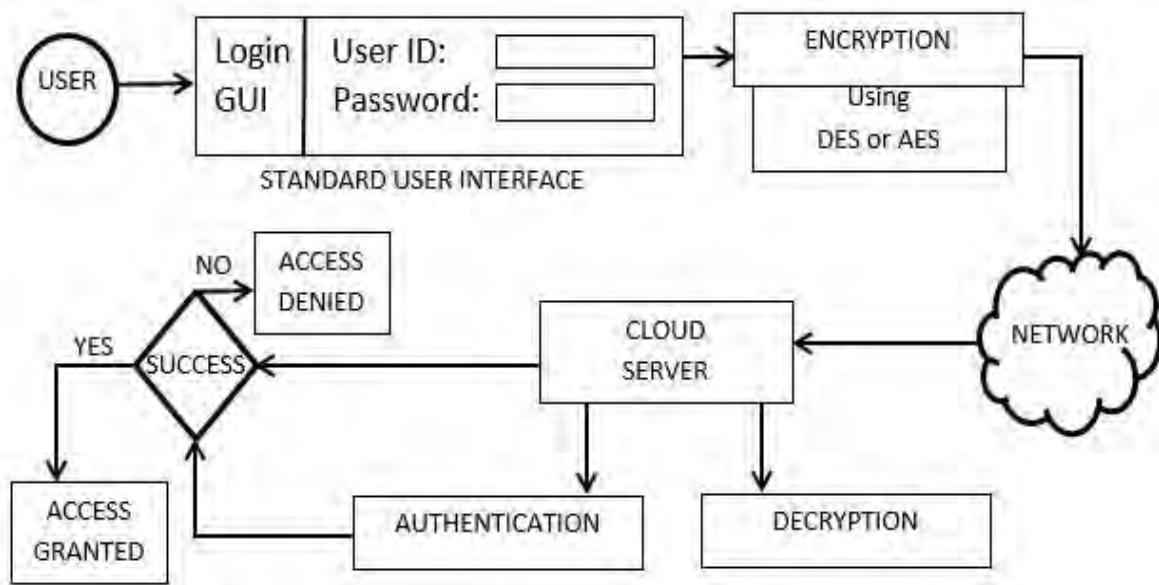 USER
Login
GUI
User ID:
Password:
STANDARD USER INTERFACE
ENCRYPTION
Using
DES or AES
NETWORK
CLOUD
SERVER
DECRYPTION
AUTHENTICATION
SUCCESS
NO
ACCESS
DENIED
YES
ACCESS
GRANTED